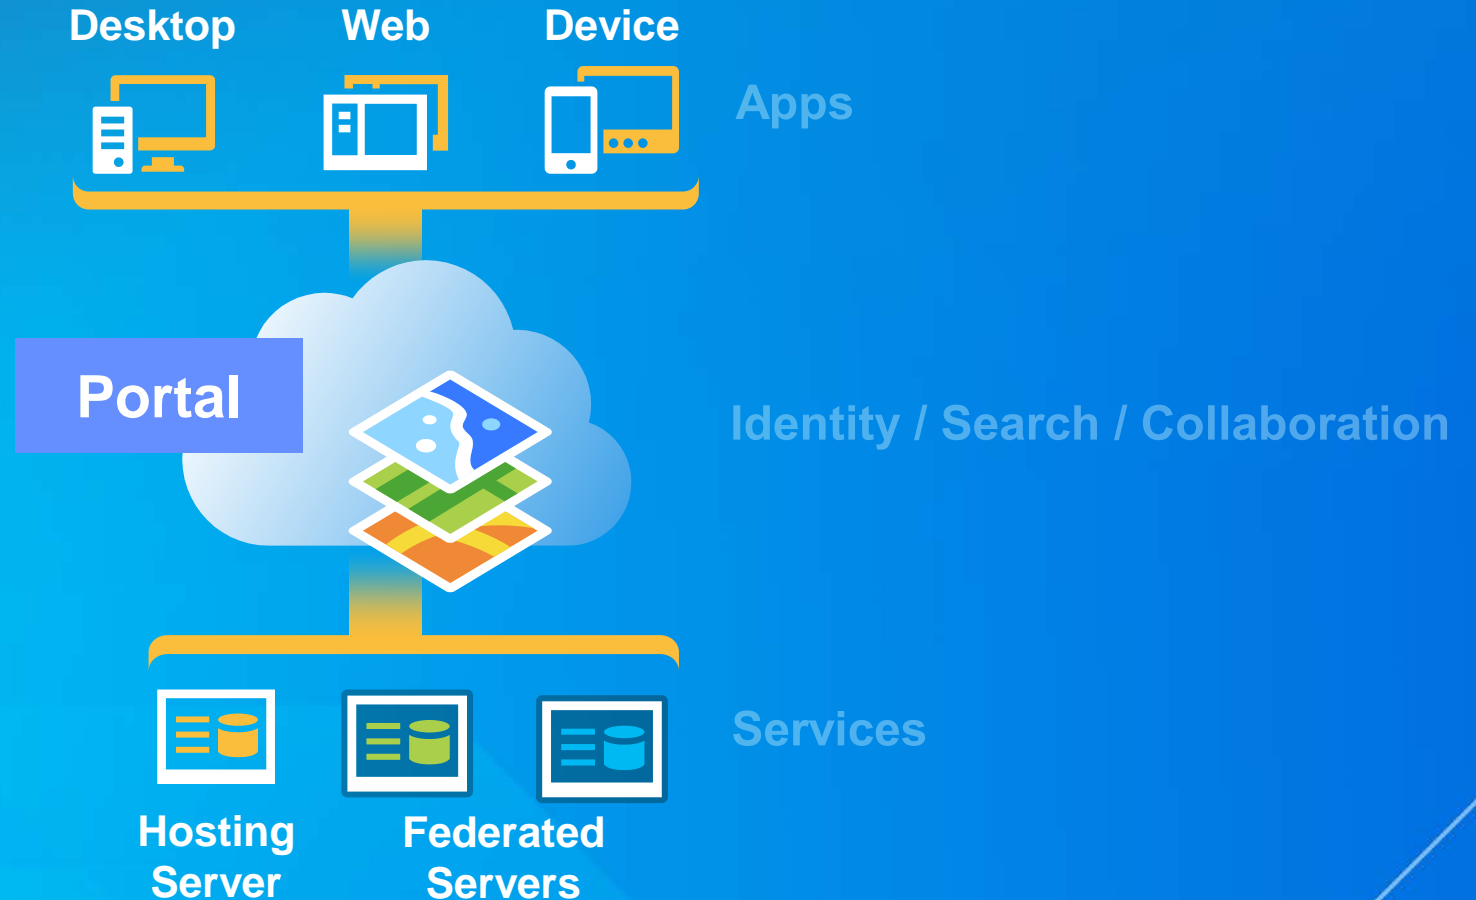 Desktop Web Device
Apps
Portal
Identity / Search / Collaboration
Services
Hosting
Server
Federated
Servers